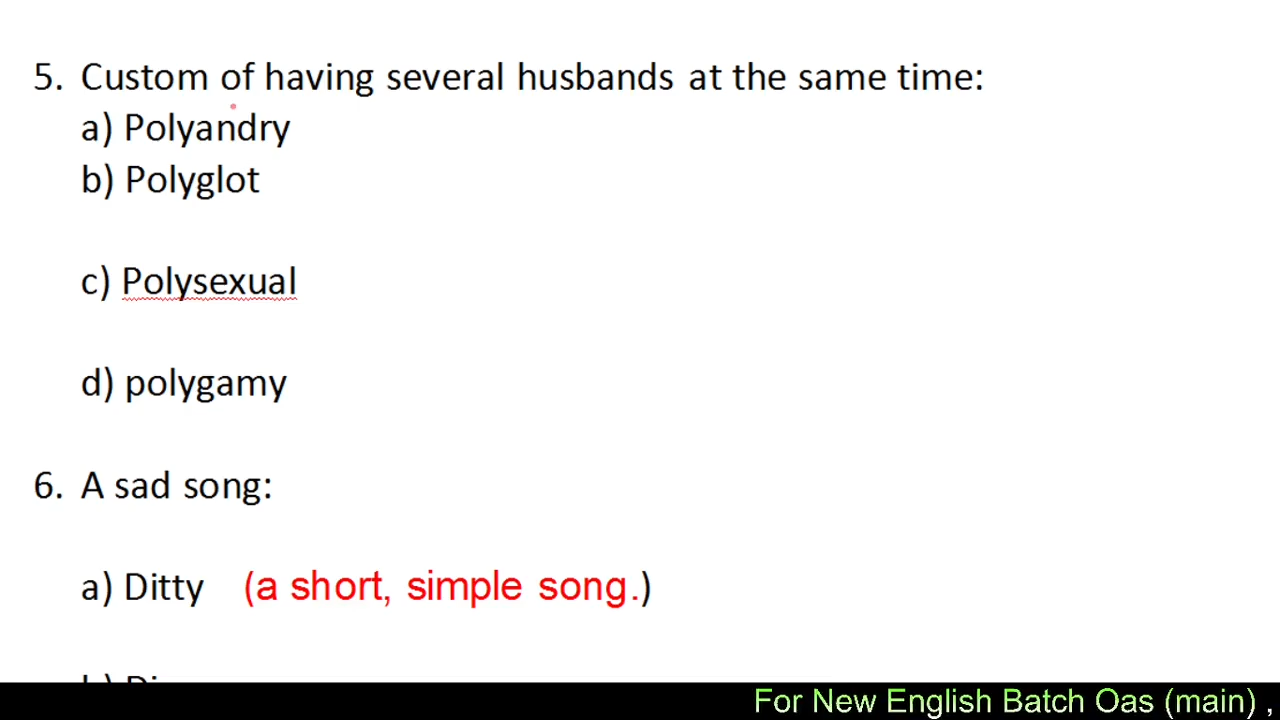 5. Custom of having several husbands at the same time:
a) Polyandry
b) Polyglot
c) Polysexual
d) polygamy
6. A sad song:
a) Ditty (a short, simple song.)
For New English Batch Oas (main) ,